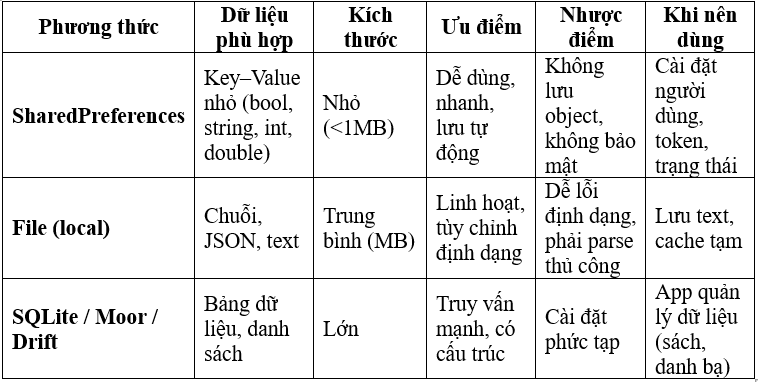 Phương thức
Dữ liệu
phù hợp
Kích
thước
Ưu điểm
Nhược
điểm
Khi nên
dùng
SharedPreferences
Key–Value
nhỏ (bool,
string, int,
double)
Nhỏ
(<1MB)
Dễ dùng,
nhanh,
lưu tự
động
Không
lưu
object,
không bảo
mật
Cài đặt
người
dùng,
token,
trạng thái
File (local)
Chuỗi,
JSON, text
Trung
bình (MB)
Linh hoạt,
tùy chỉnh
định dạng
Dễ lỗi
định dạng,
phải parse
thủ công
Lưu text,
cache tạm
SQLite / Moor /
Drift
Bảng dữ
liệu, danh
sách
Lớn
Truy vấn
mạnh, có
cấu trúc
Cài đặt
phức tạp
App quản
lý dữ liệu
(sách,
danh bạ)